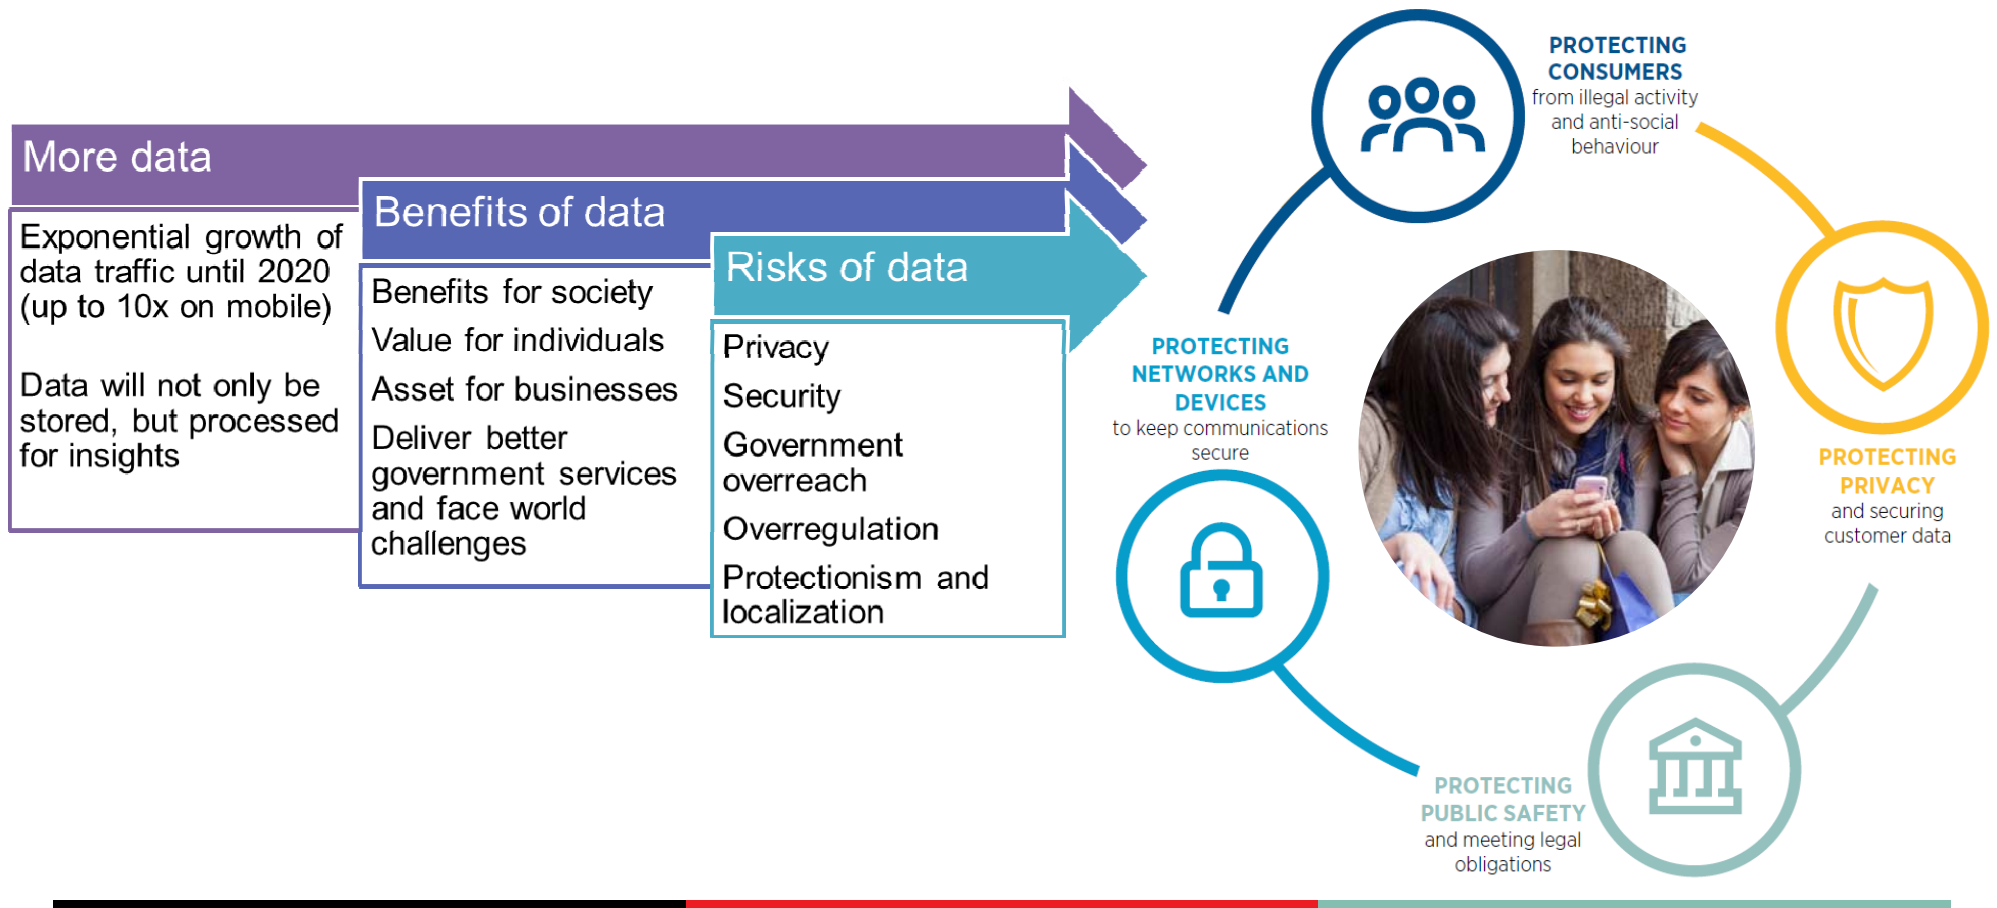 More data
Exponential growth of
data traffic until 2020
(up to 10x on mobile)
Data will not only be
stored, but processed
for insights
Benefits of data
Benefits for society
Value for individuals
Asset for businesses
Deliver better
government services
and face world
challenges
Risks of data
Privacy
Security
Government
overreach
Overregulation
Protectionism and
localization
PROTECTING
CONSUMERS
from illegal activity
and anti-social
behaviour
PROTECTING
NETWORKS AND
DEVICES
to keep communications
secure
PROTECTING
PRIVACY
and securing
customer data
PROTECTING
PUBLIC SAFETY
and meeting legal
obligations